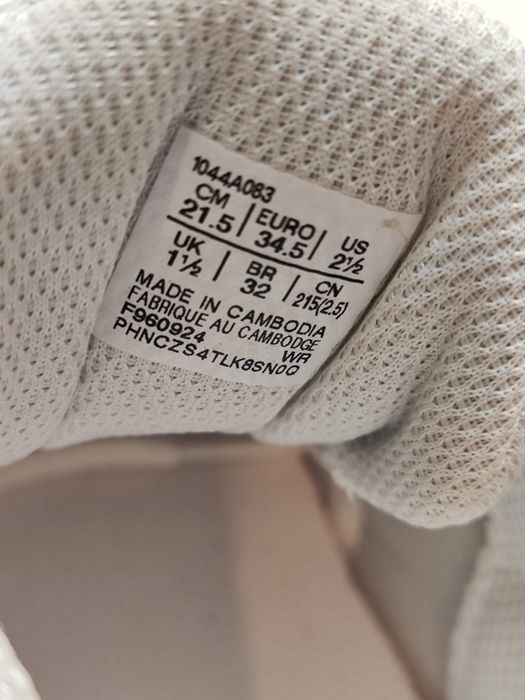 1044A083
CM | EURO | US
21.5 | 34.5 | 2½
UK | BR | CN
1½ | 32 | 215(2.5)
MADE IN CAMBODIA
FABRIQUE AU CAMBODGE
F960924 WR
PHNCZS4TLK8SN0O